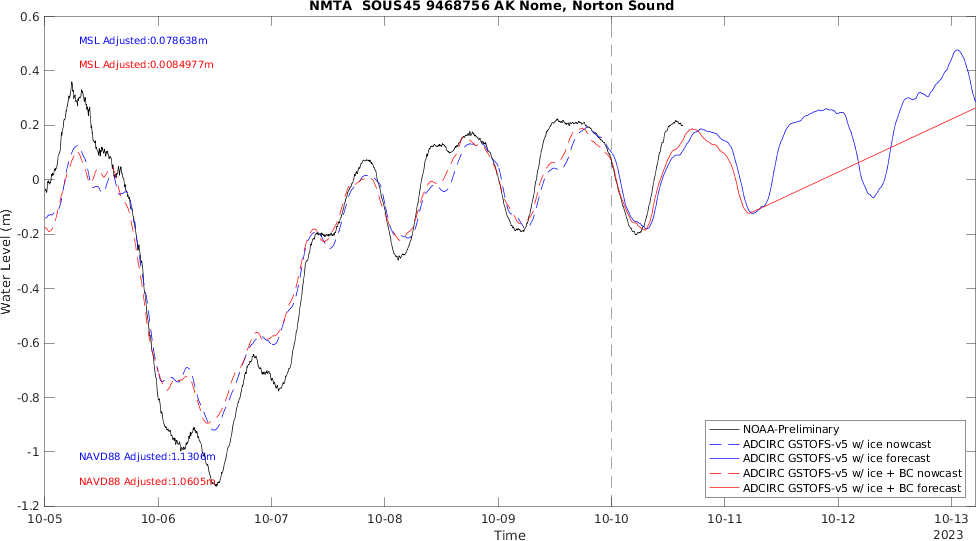 NMTA SOUS45 9468756 AK Nome, Norton Sound
0.6
MSL Adjusted:0.078638m
MSL Adjusted:0.0084977m
0.4
0.2
0
-0.2
-0.4
-0.6
-0.8
-1
-1.2
Water Level (m)
NAVD88 Adjusted:1.1306m
NAVD88 Adjusted:1.0605m
NOAA-Preliminary
ADCIRC GSTOFS-v5 w/ ice nowcast
ADCIRC GSTOFS-v5 w/ ice forecast
ADCIRC GSTOFS-v5 w/ ice + BC nowcast
ADCIRC GSTOFS-v5 w/ ice + BC forecast
10-05 10-06 10-07 10-08 10-09 10-10 10-11 10-12 10-13
Time
2023